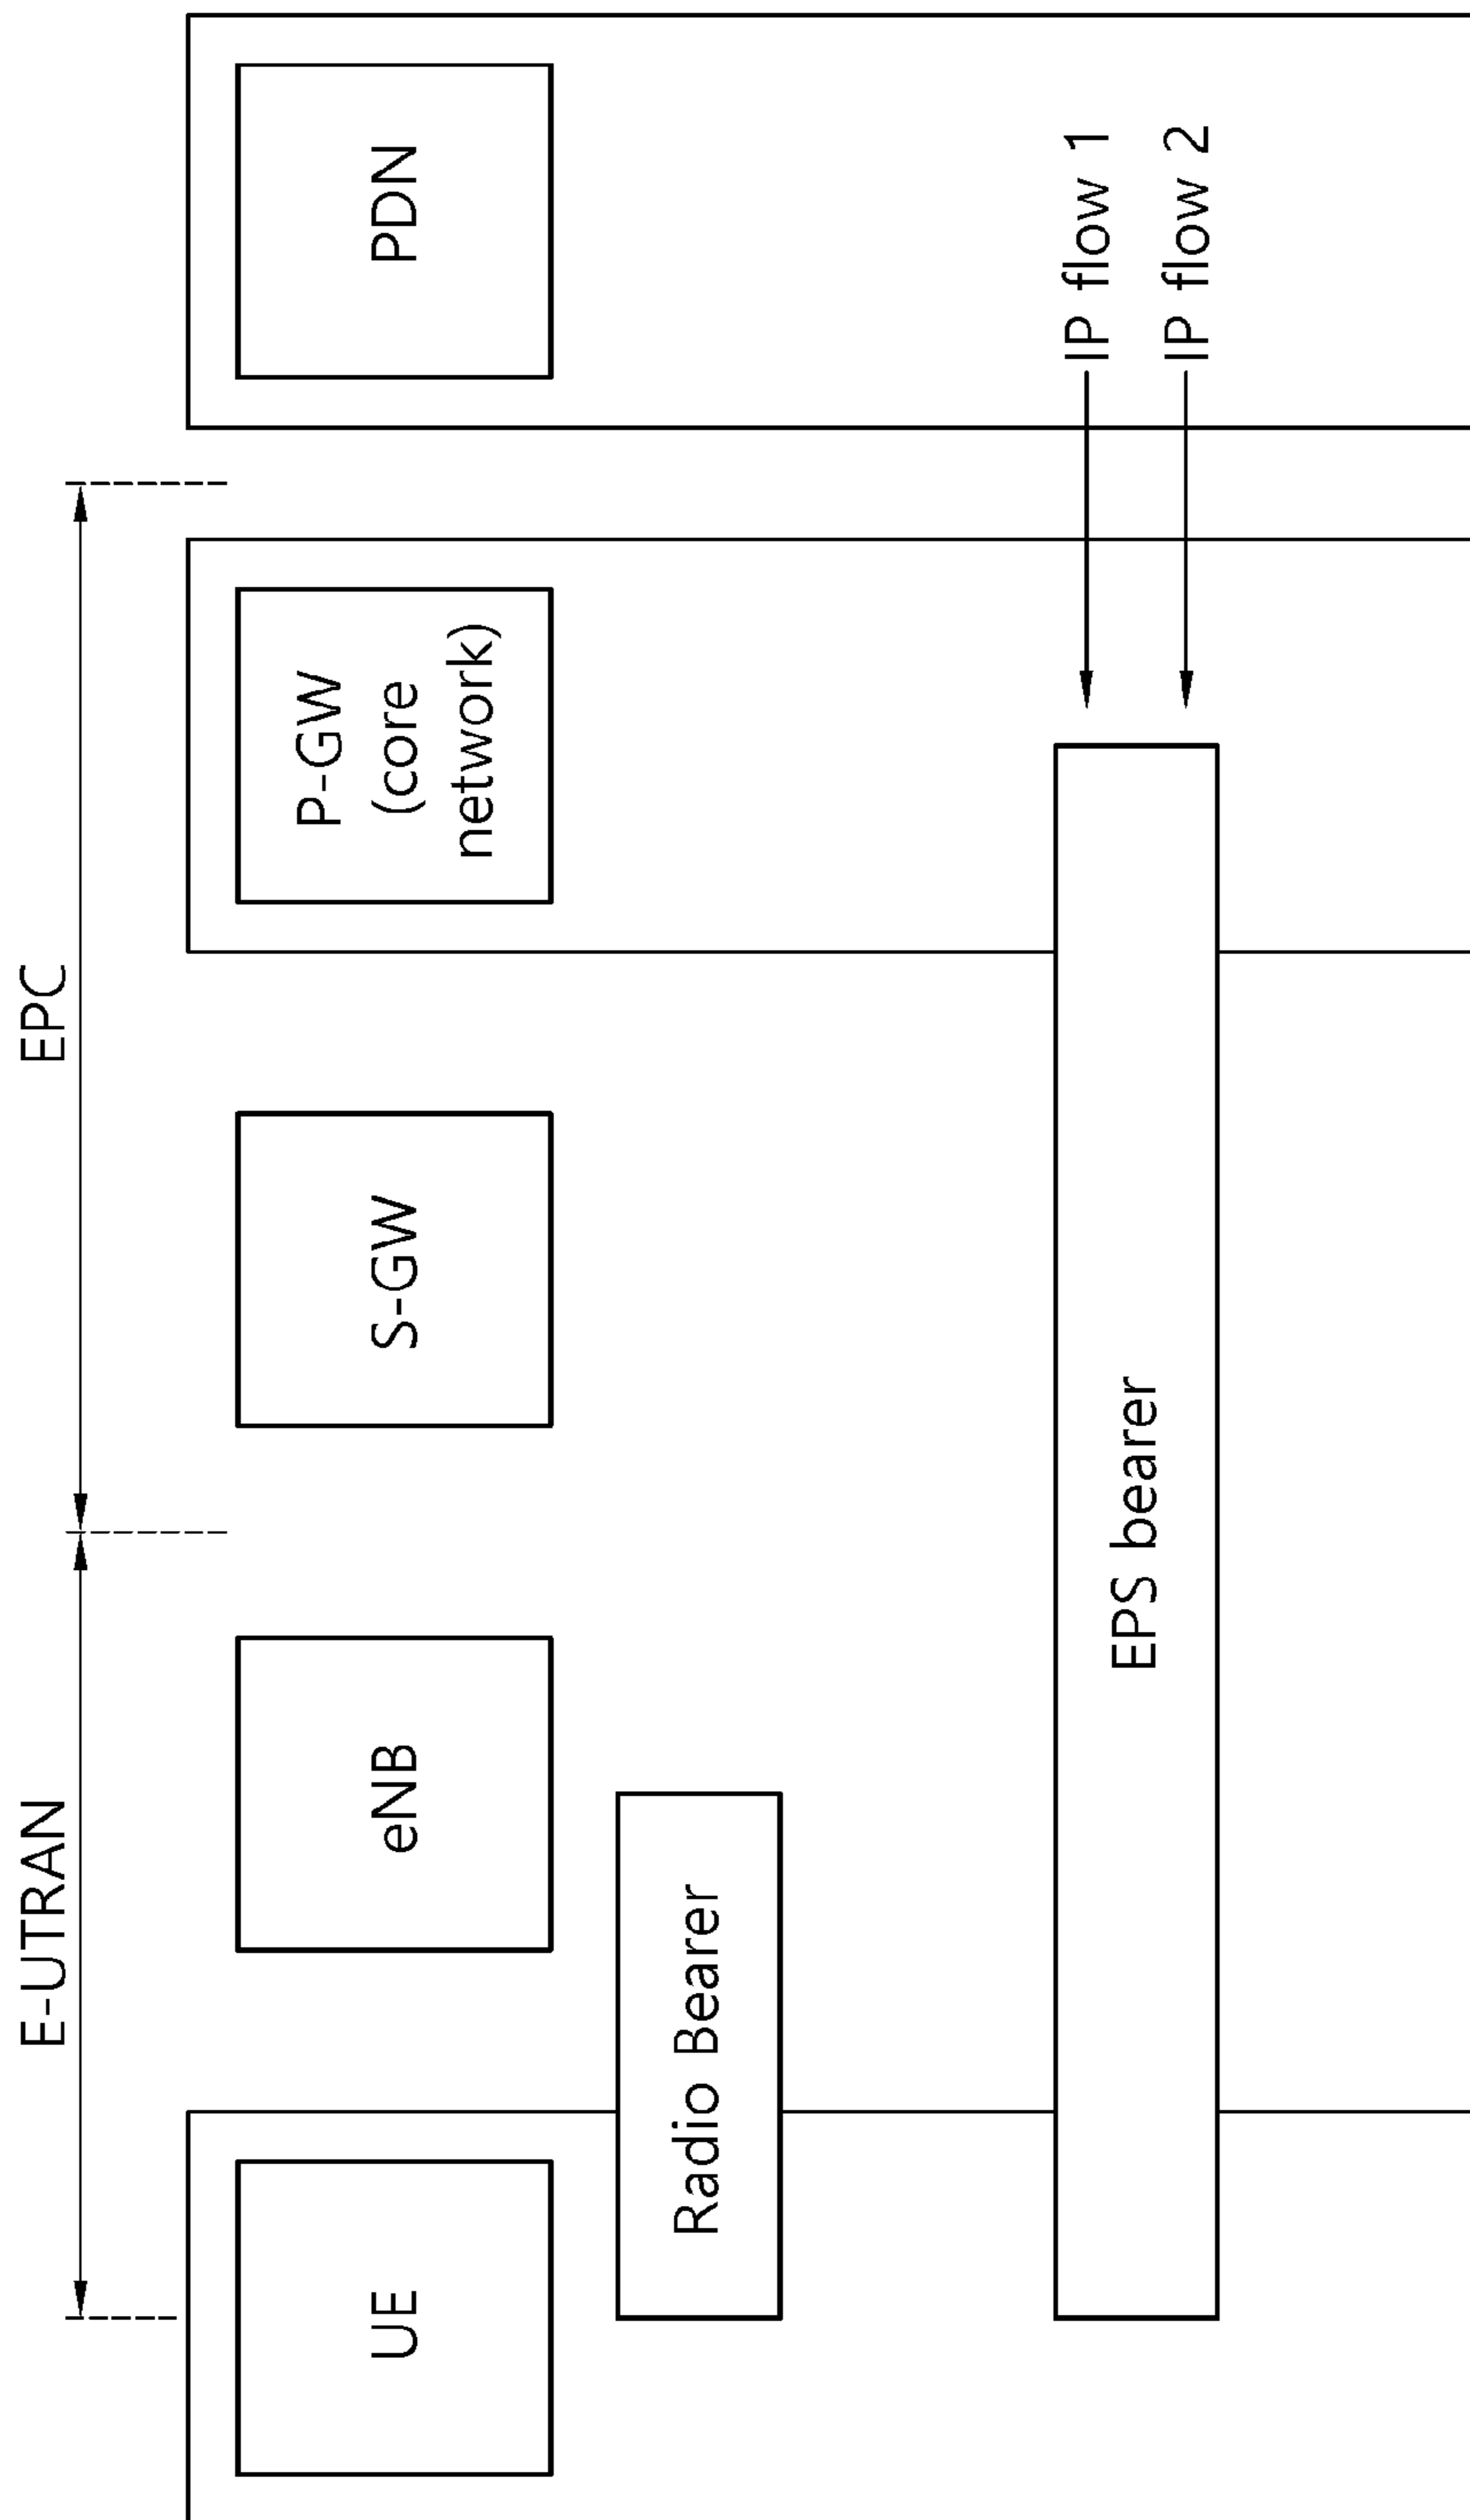 E-UTRAN
EPC
UE
eNB
S-GW
P-GW
(core
network)
PDN
Radio Bearer
EPS bearer
IP flow 1
IP flow 2